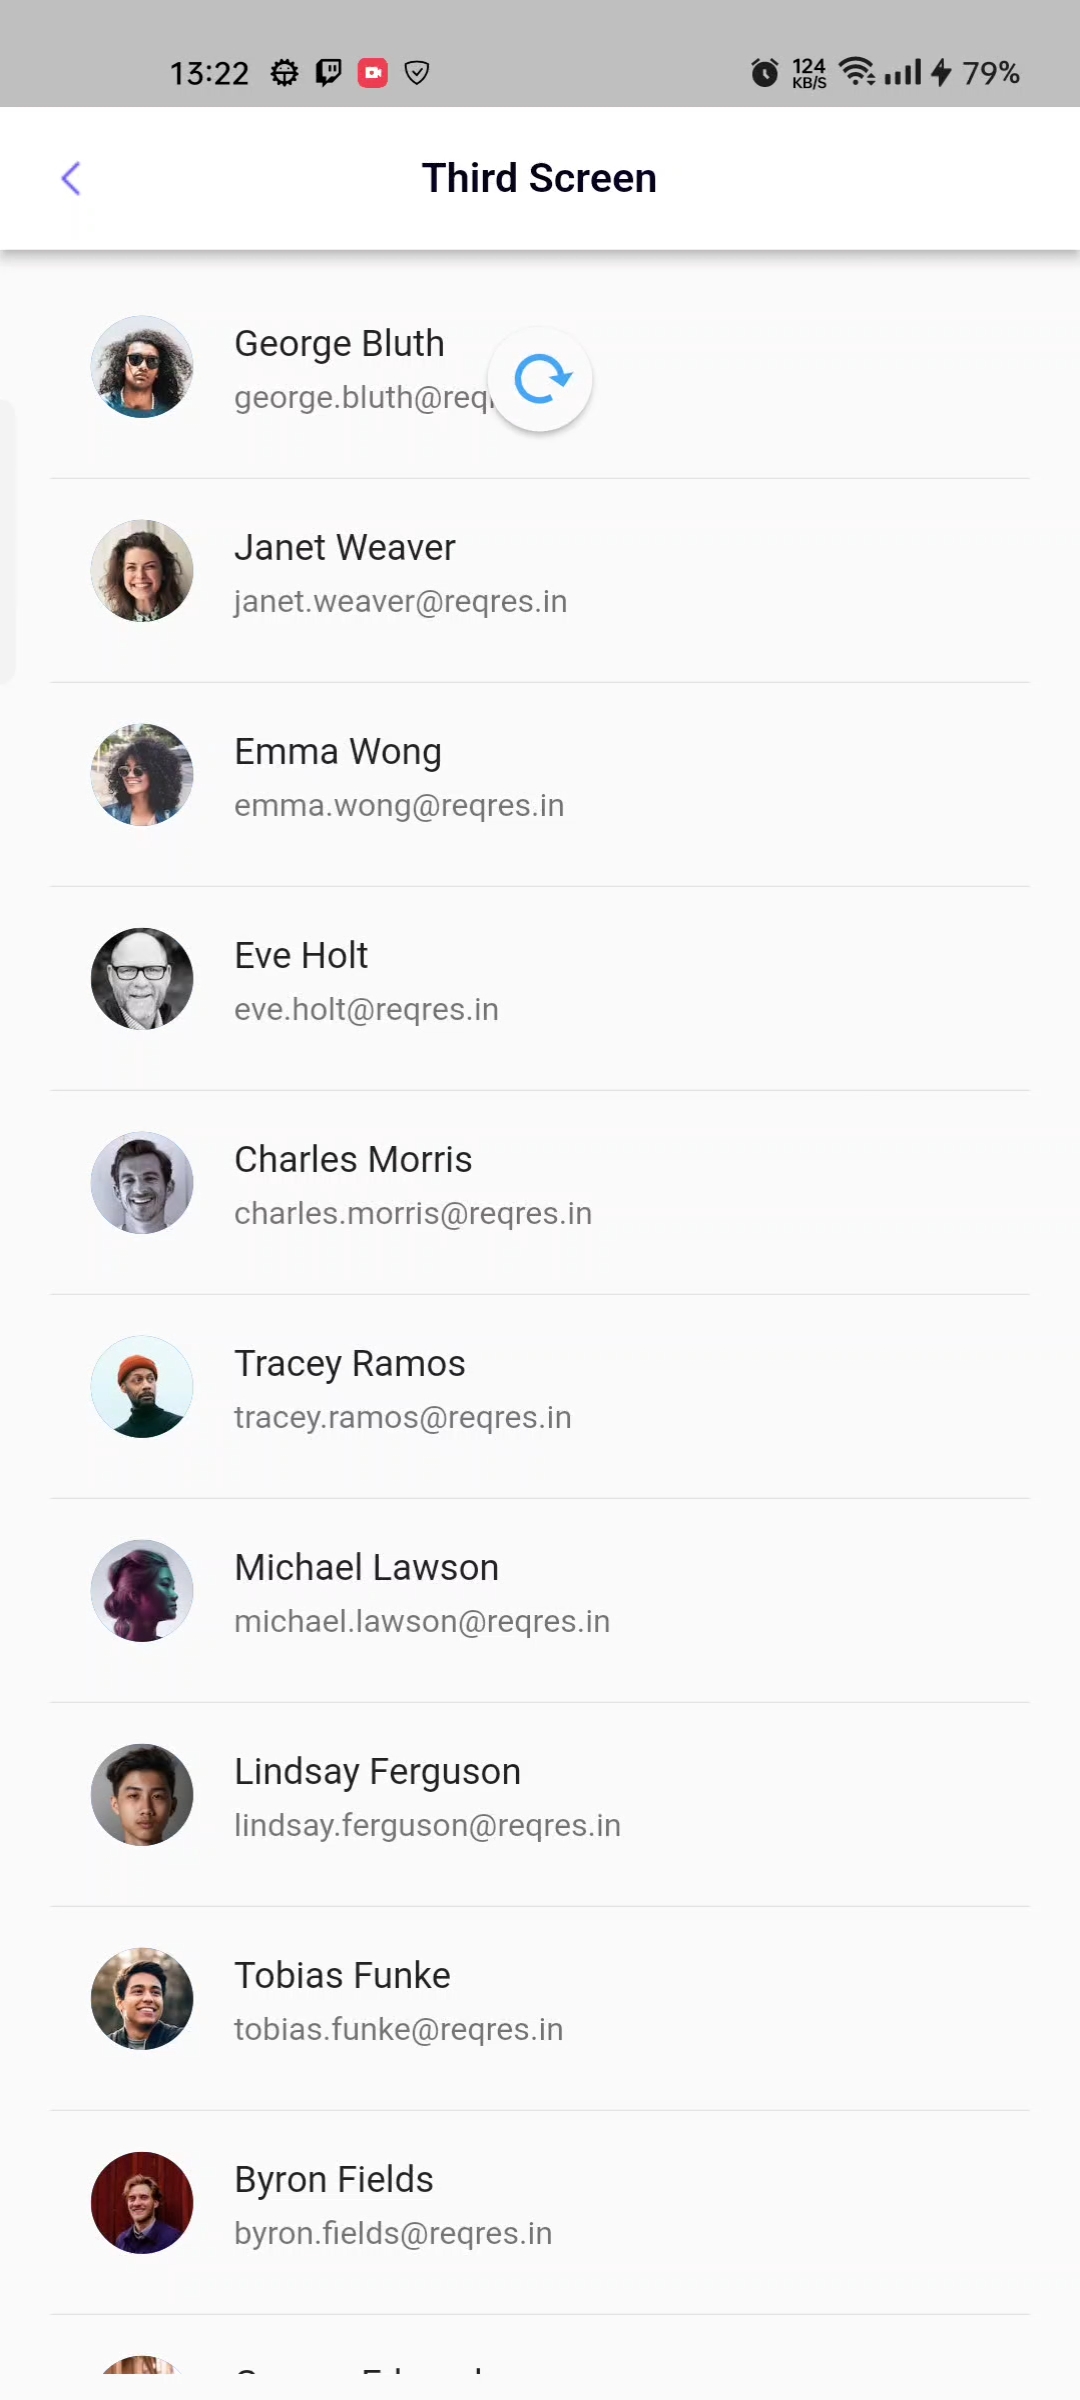 13:22
124
KB/S
79%
Third Screen
George Bluth
george.bluth@req
Janet Weaver
janet.weaver@reqres.in
Emma Wong
emma.wong@reqres.in
Eve Holt
eve.holt@reqres.in
Charles Morris
charles.morris@reqres.in
Tracey Ramos
tracey.ramos@reqres.in
Michael Lawson
michael.lawson@reqres.in
Lindsay Ferguson
lindsay.ferguson@reqres.in
Tobias Funke
tobias.funke@reqres.in
Byron Fields
byron.fields@reqres.in